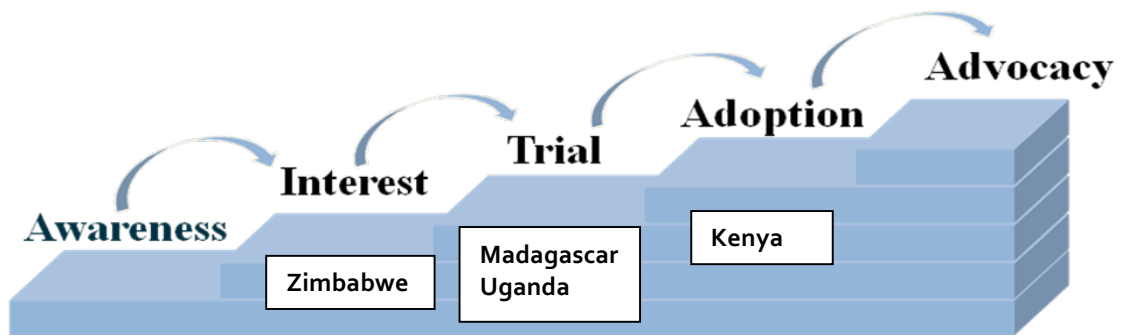 Awareness
Interest
Trial
Adoption
Advocacy
Zimbabwe
Madagascar
Uganda
Kenya